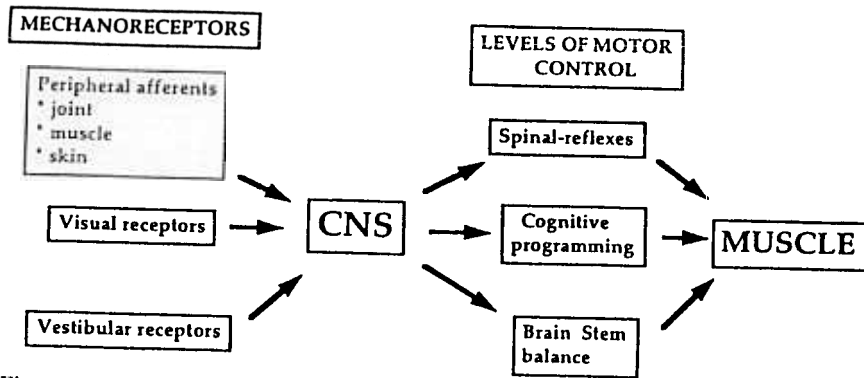 MECHANORECEPTORS
Peripheral afferents
* joint
* muscle
* skin
Visual receptors
Vestibular receptors
CNS
LEVELS OF MOTOR
CONTROL
Spinal-reflexes
Cognitive
programming
Brain Stem
balance
MUSCLE